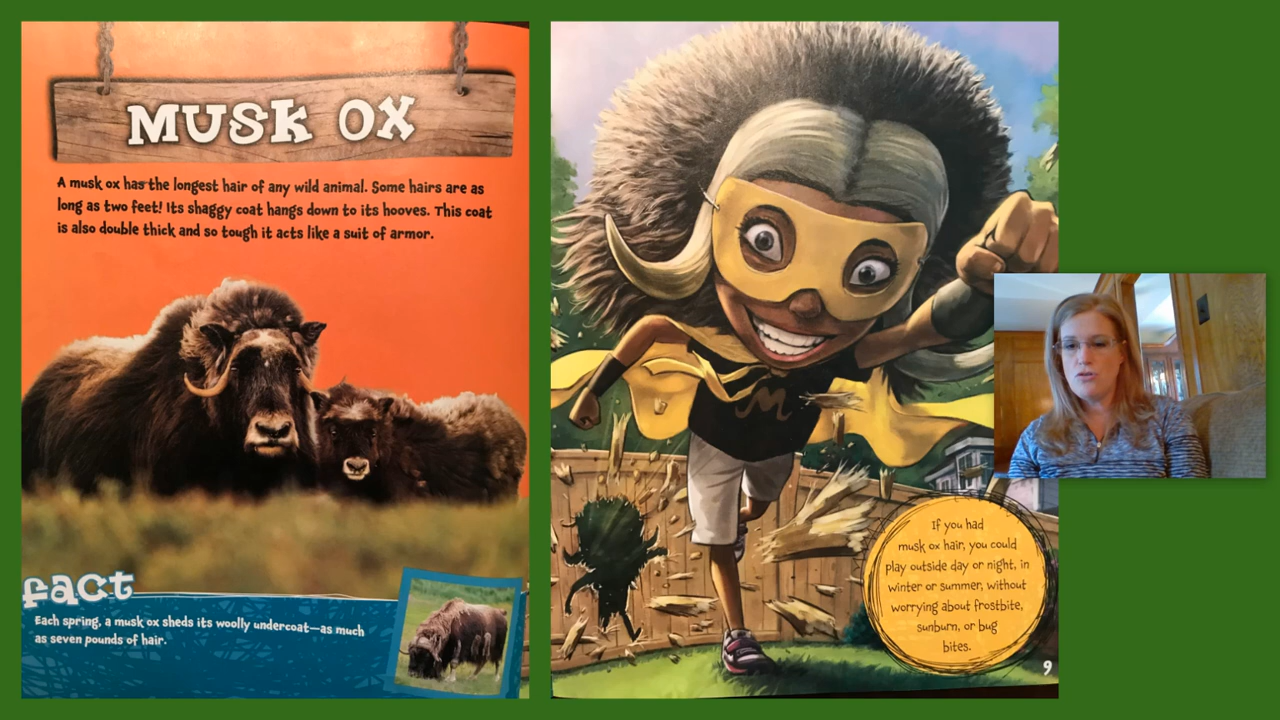 MUSK OX
A musk ox has the longest hair of any wild animal. Some hairs are as
long as two feet! Its shaggy coat hangs down to its hooves. This coat
is also double thick and so tough it acts like a suit of armor.
fact
Each spring, a musk ox sheds its woolly undercoat—as much
as seven pounds of hair.
M
If you had
musk ox hair, you could
play outside day or night, in
winter or summer, without
worrying about frostbite,
sunburn, or bug
bites.
9